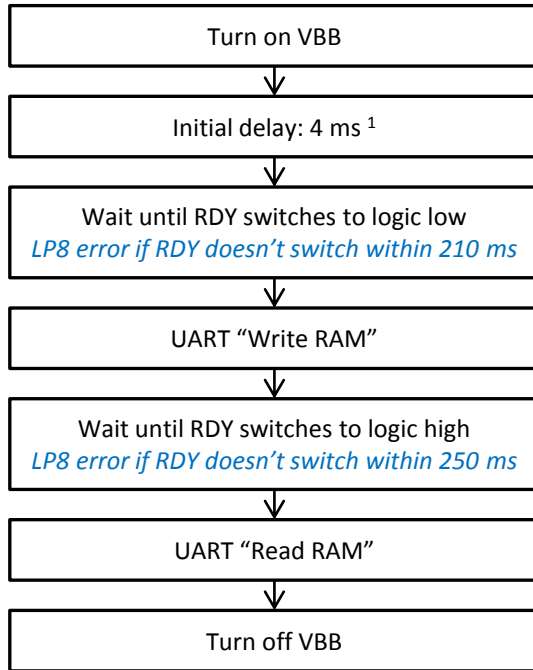 Turn on VBB
Initial delay: 4 ms ¹
Wait until RDY switches to logic low
LP8 error if RDY doesn’t switch within 210 ms
UART “Write RAM”
Wait until RDY switches to logic high
LP8 error if RDY doesn’t switch within 250 ms
UART “Read RAM”
Turn off VBB